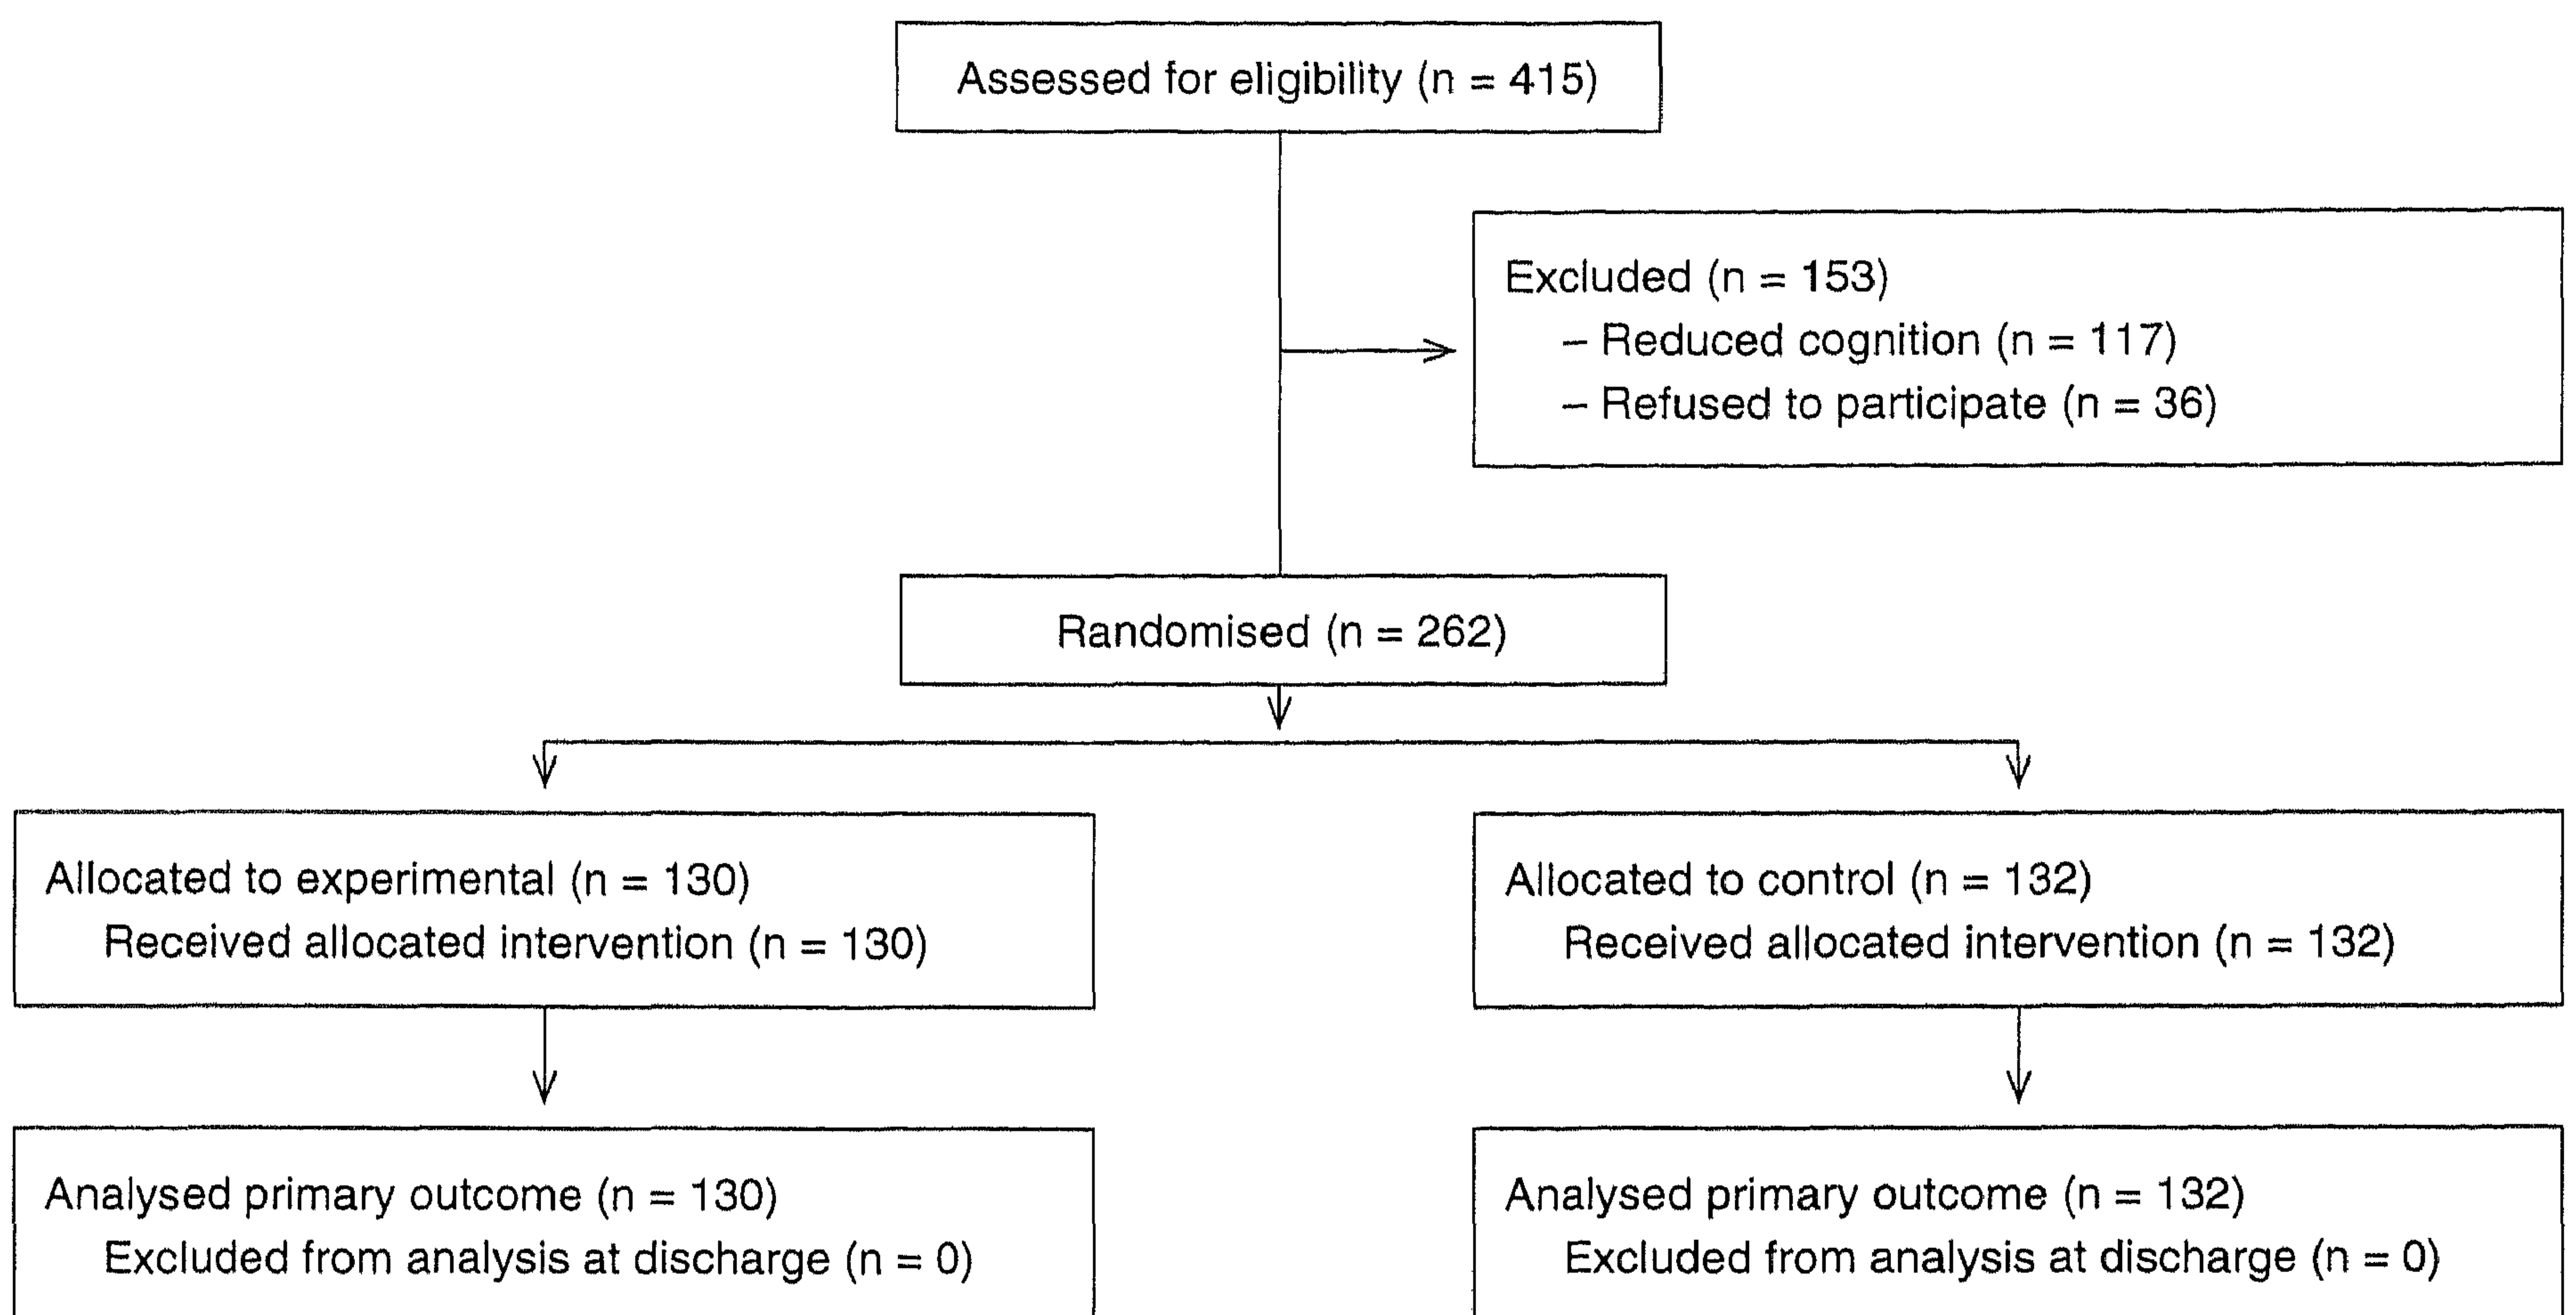 Assessed for eligibility (n = 415)
Excluded (n = 153)
– Reduced cognition (n = 117)
– Refused to participate (n = 36)
Randomised (n = 262)
Allocated to experimental (n = 130)
Received allocated intervention (n = 130)
Allocated to control (n = 132)
Received allocated intervention (n = 132)
Analysed primary outcome (n = 130)
Excluded from analysis at discharge (n = 0)
Analysed primary outcome (n = 132)
Excluded from analysis at discharge (n = 0)